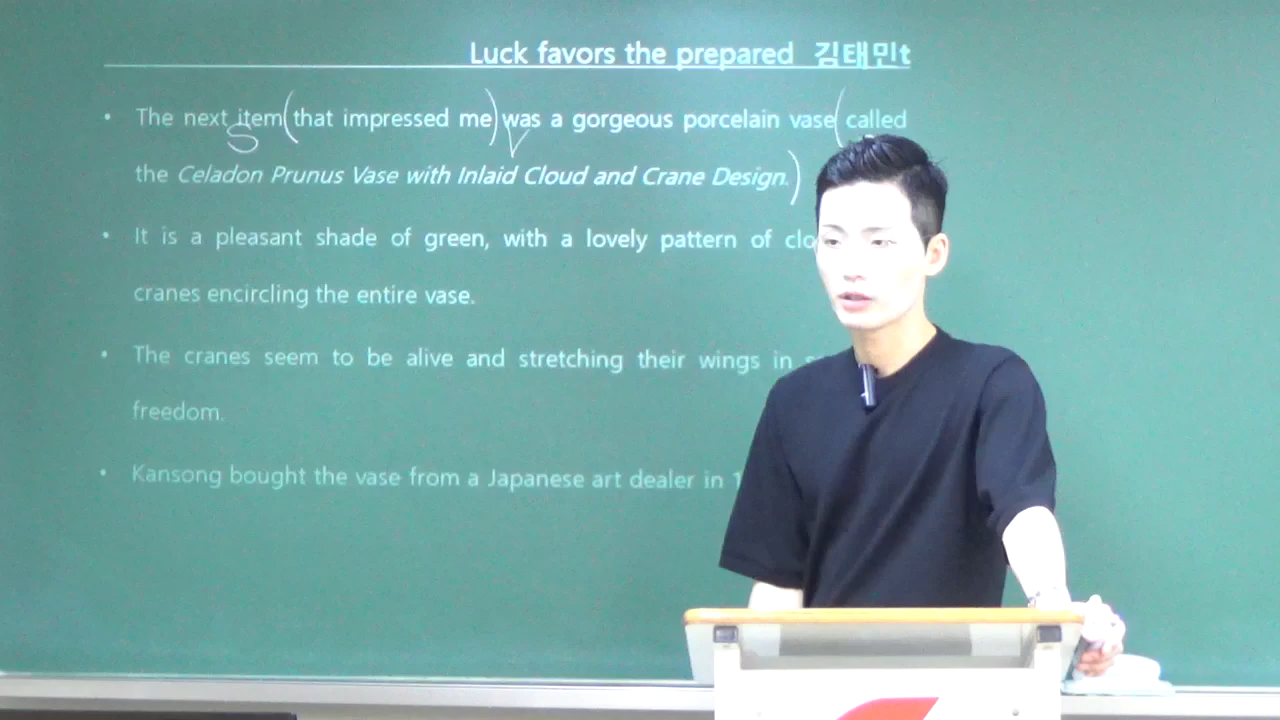 Luck favors the prepared 김태민t
• The next item(that impressed me) was a gorgeous porcelain vase(called
S V
the Celadon Prunus Vase with Inlaid Cloud and Crane Design.)
• It is a pleasant shade of green, with a lovely pattern of
cranes encircling the entire vase.
• The cranes seem to be alive and stretching their wings in
freedom.
• Kansong bought the vase from a Japanese art dealer in